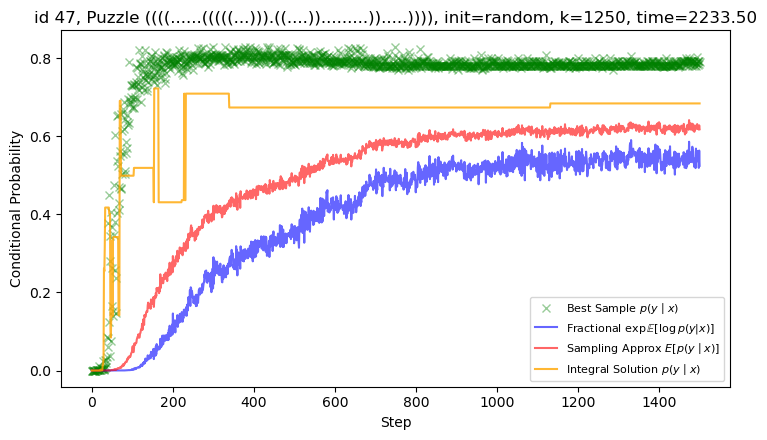 id 47, Puzzle ((((......(((((...))).((....)).........)).....)))), init=random, k=1250, time=2233.50
Conditional Probability
0.8
0.6
0.4
0.2
0.0
Best Sample p(y | x)
Fractional exp𝔼[log p(y|x)]
Sampling Approx E[p(y | x)]
Integral Solution p(y | x)
0 200 400 600 800 1000 1200 1400
Step